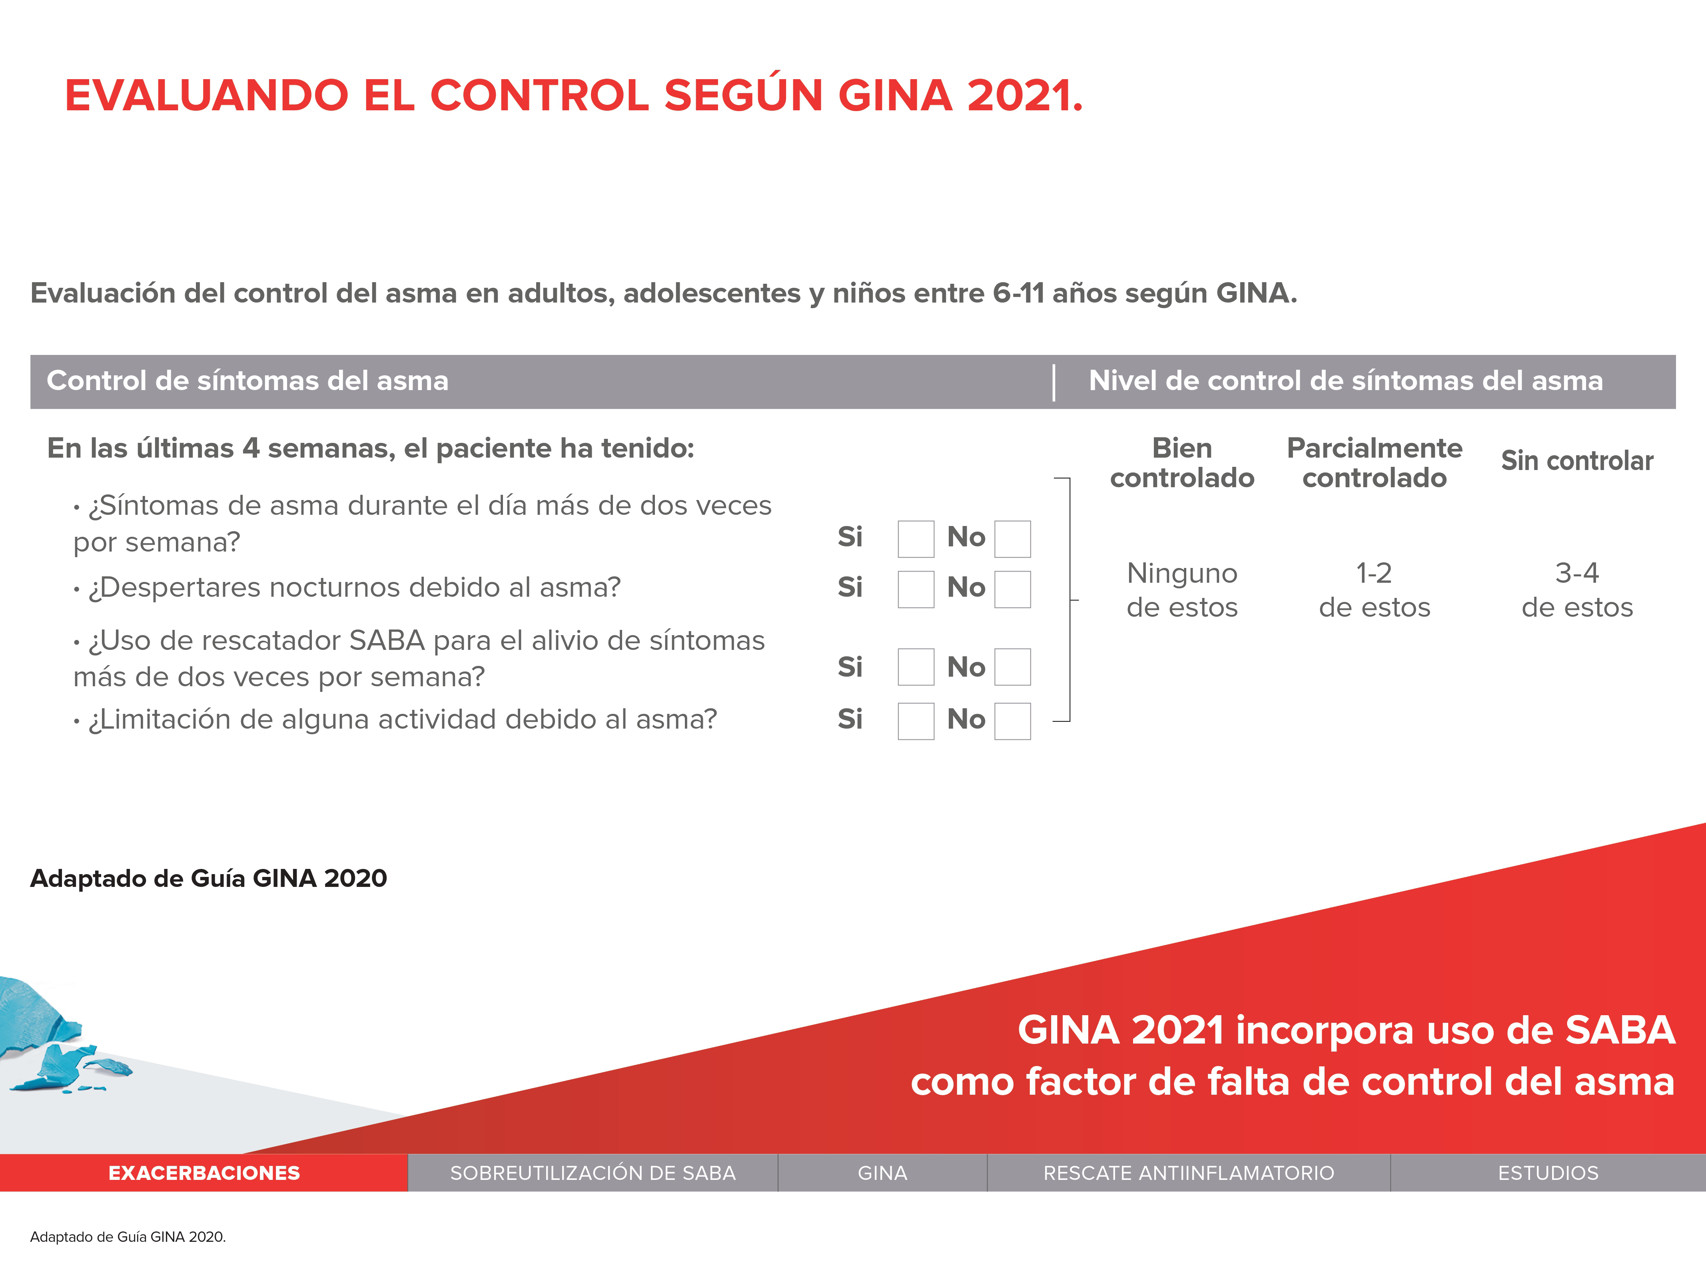 EVALUANDO EL CONTROL SEGÚN GINA 2021.
Evaluación del control del asma en adultos, adolescentes y niños entre 6-11 años según GINA.
Control de síntomas del asma
Nivel de control de síntomas del asma
En las últimas 4 semanas, el paciente ha tenido:
• ¿Síntomas de asma durante el día más de dos veces
por semana?
Si No
• ¿Despertares nocturnos debido al asma?
Si No
• ¿Uso de rescatador SABA para el alivio de síntomas
más de dos veces por semana?
Si No
• ¿Limitación de alguna actividad debido al asma?
Si No
Bien
controlado
Parcialmente
controlado
Sin controlar
Ninguno
de estos
1-2
de estos
3-4
de estos
Adaptado de Guía GINA 2020
GINA 2021 incorpora uso de SABA
como factor de falta de control del asma
EXACERBACIONES
SOBREUTILIZACIÓN DE SABA
GINA
RESCATE ANTIINFLAMATORIO
ESTUDIOS
Adaptado de Guía GINA 2020.